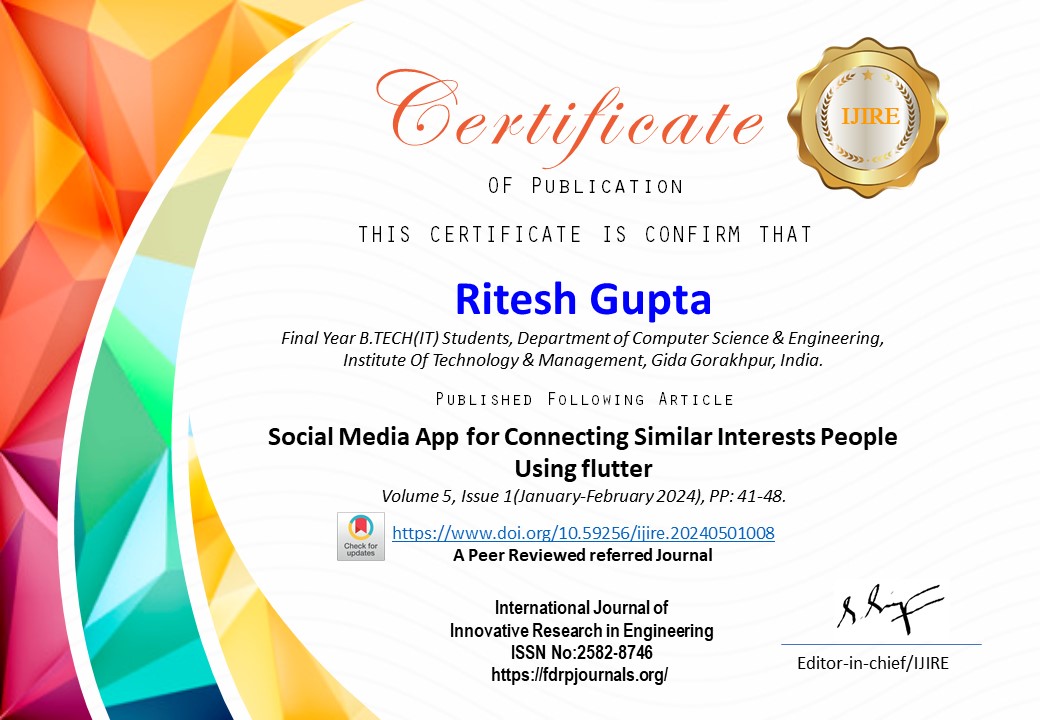 Certificate
IJIRE
OF PUBLICATION
THIS CERTIFICATE IS CONFIRM THAT
Ritesh Gupta
Final Year B.TECH(IT) Students, Department of Computer Science & Engineering,
Institute Of Technology & Management, Gida Gorakhpur, India.
PUBLISHED FOLLOWING ARTICLE
Social Media App for Connecting Similar Interests People
Using flutter
Volume 5, Issue 1(January-February 2024), PP: 41-48.
Check for
updates
https://www.doi.org/10.59256/ijire.20240501008
A Peer Reviewed referred Journal
International Journal of
Innovative Research in Engineering
ISSN No:2582-8746
https://fdrpjournals.org/
Editor-in-chief/IJIRE